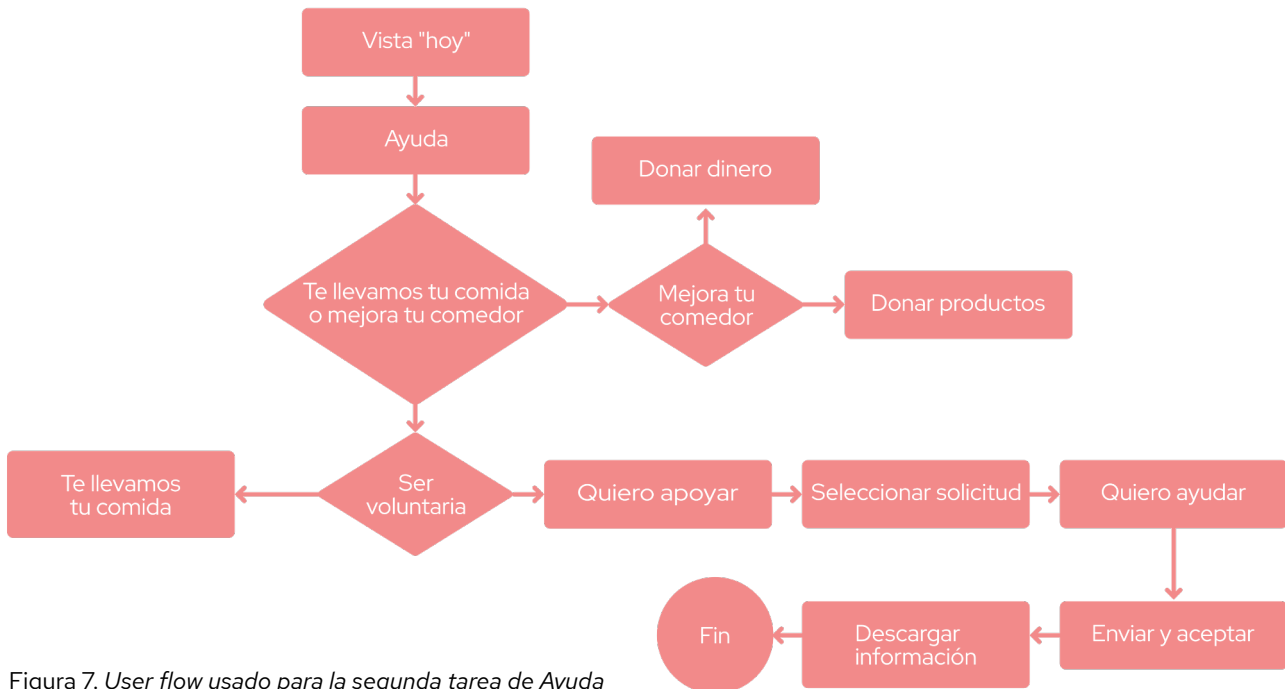 Vista "hoy"
Ayuda
Donar dinero
Te llevamos tu comida
o mejora tu comedor
Mejora tu
comedor
Donar productos
Te llevamos
tu comida
Ser
voluntaria
Quiero apoyar
Seleccionar solicitud
Quiero ayudar
Fin
Descargar
información
Enviar y aceptar
Figura 7. User flow usado para la segunda tarea de Ayuda